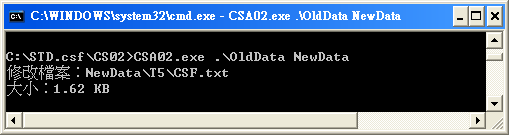 C:\WINDOWS\system32\cmd.exe - CSA02.exe .\OldData NewData
C:\STD.csf\CS02>CSA02.exe .\OldData NewData
修改檔案：NewData\T5\CSF.txt
大小：1.62 KB